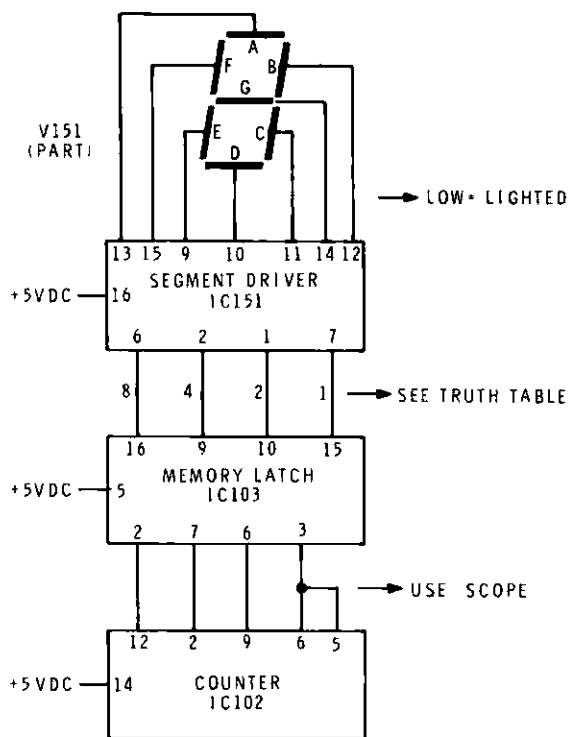 A
F B
G
E C
D
V151
(PART)
LOW= LIGHTED
13 15 9 10 11 14 12
SEGMENT DRIVER
IC151
+5VDC
16
6 2 1 7
8 4 2 1
SEE TRUTH TABLE
16 9 10 15
MEMORY LATCH
IC103
+5VDC
5
2 7 6 3
USE SCOPE
12 2 9 6 5
+5VDC
14
COUNTER
IC102